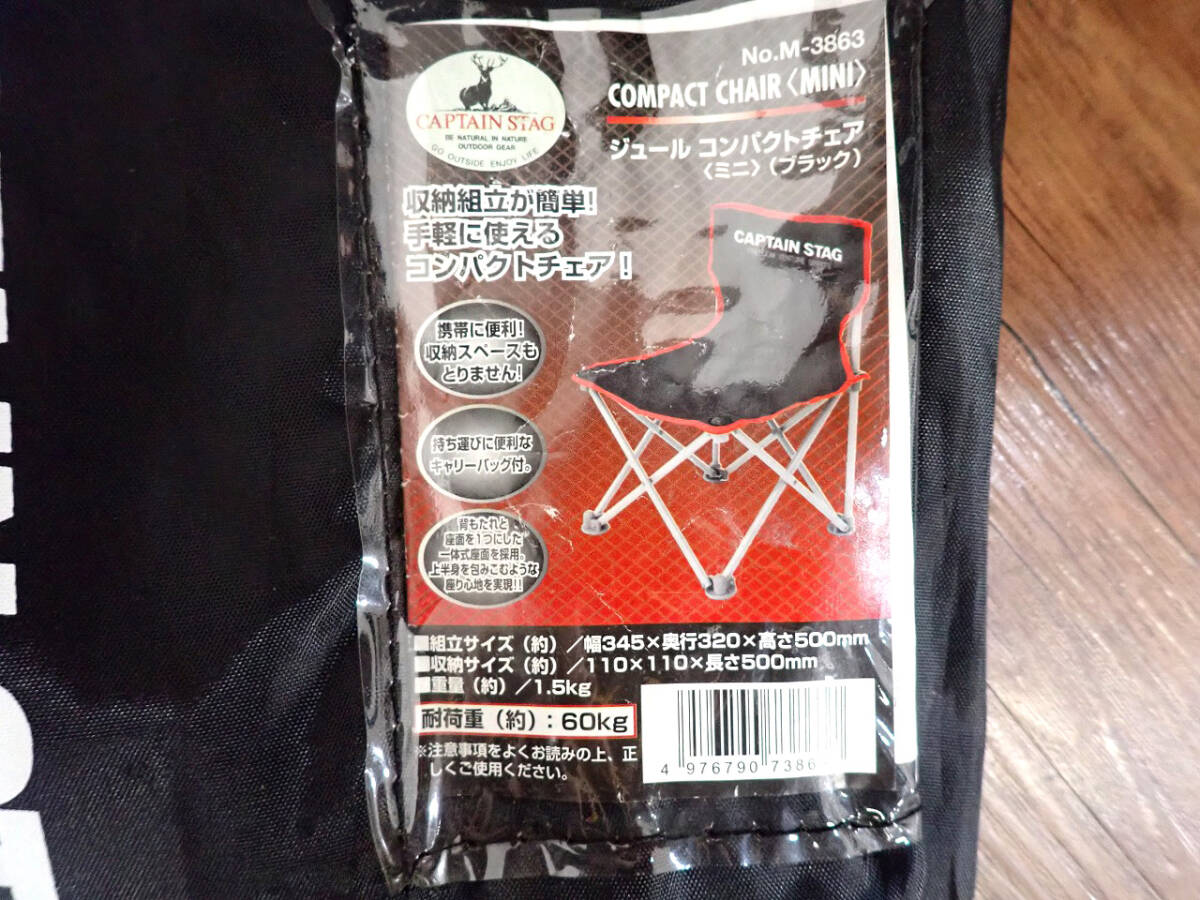 CAPTAIN STAG
BE NATURAL IN NATURE
OUTDOOR GEAR
GO OUTSIDE ENJOY LIFE
No.M-3863
COMPACT CHAIR〈MINI〉
ジュール コンパクトチェア
〈ミニ〉(ブラック)
収納組立が簡単!
手軽に使える
コンパクトチェア!
携帯に便利!
収納スペースも
とりません!
持ち運びに便利な
キャリーバッグ付。
背もたれと
座面を1つにした
一体式座面を採用。
上半身を包みこむような
座り心地を実現!!
CAPTAIN STAG
■組立サイズ(約)/幅345×奥行320×高さ500mm
■収納サイズ(約)/110×110×長さ500mm
■重量(約)/1.5kg
耐荷重(約):60kg
※注意事項をよくお読みの上、正
しくご使用ください。
4 976790 7386